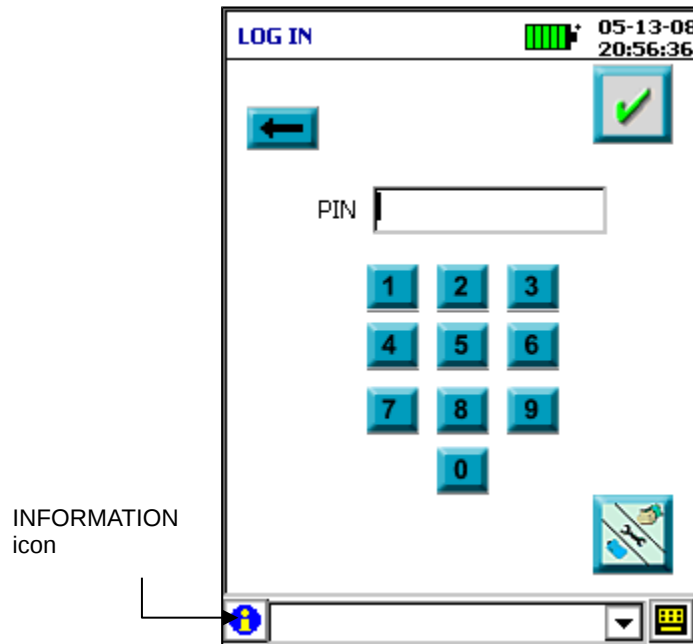 LOG IN
05-13-08
20:56:36
PIN
1 2 3
4 5 6
7 8 9
0
INFORMATION
icon
i